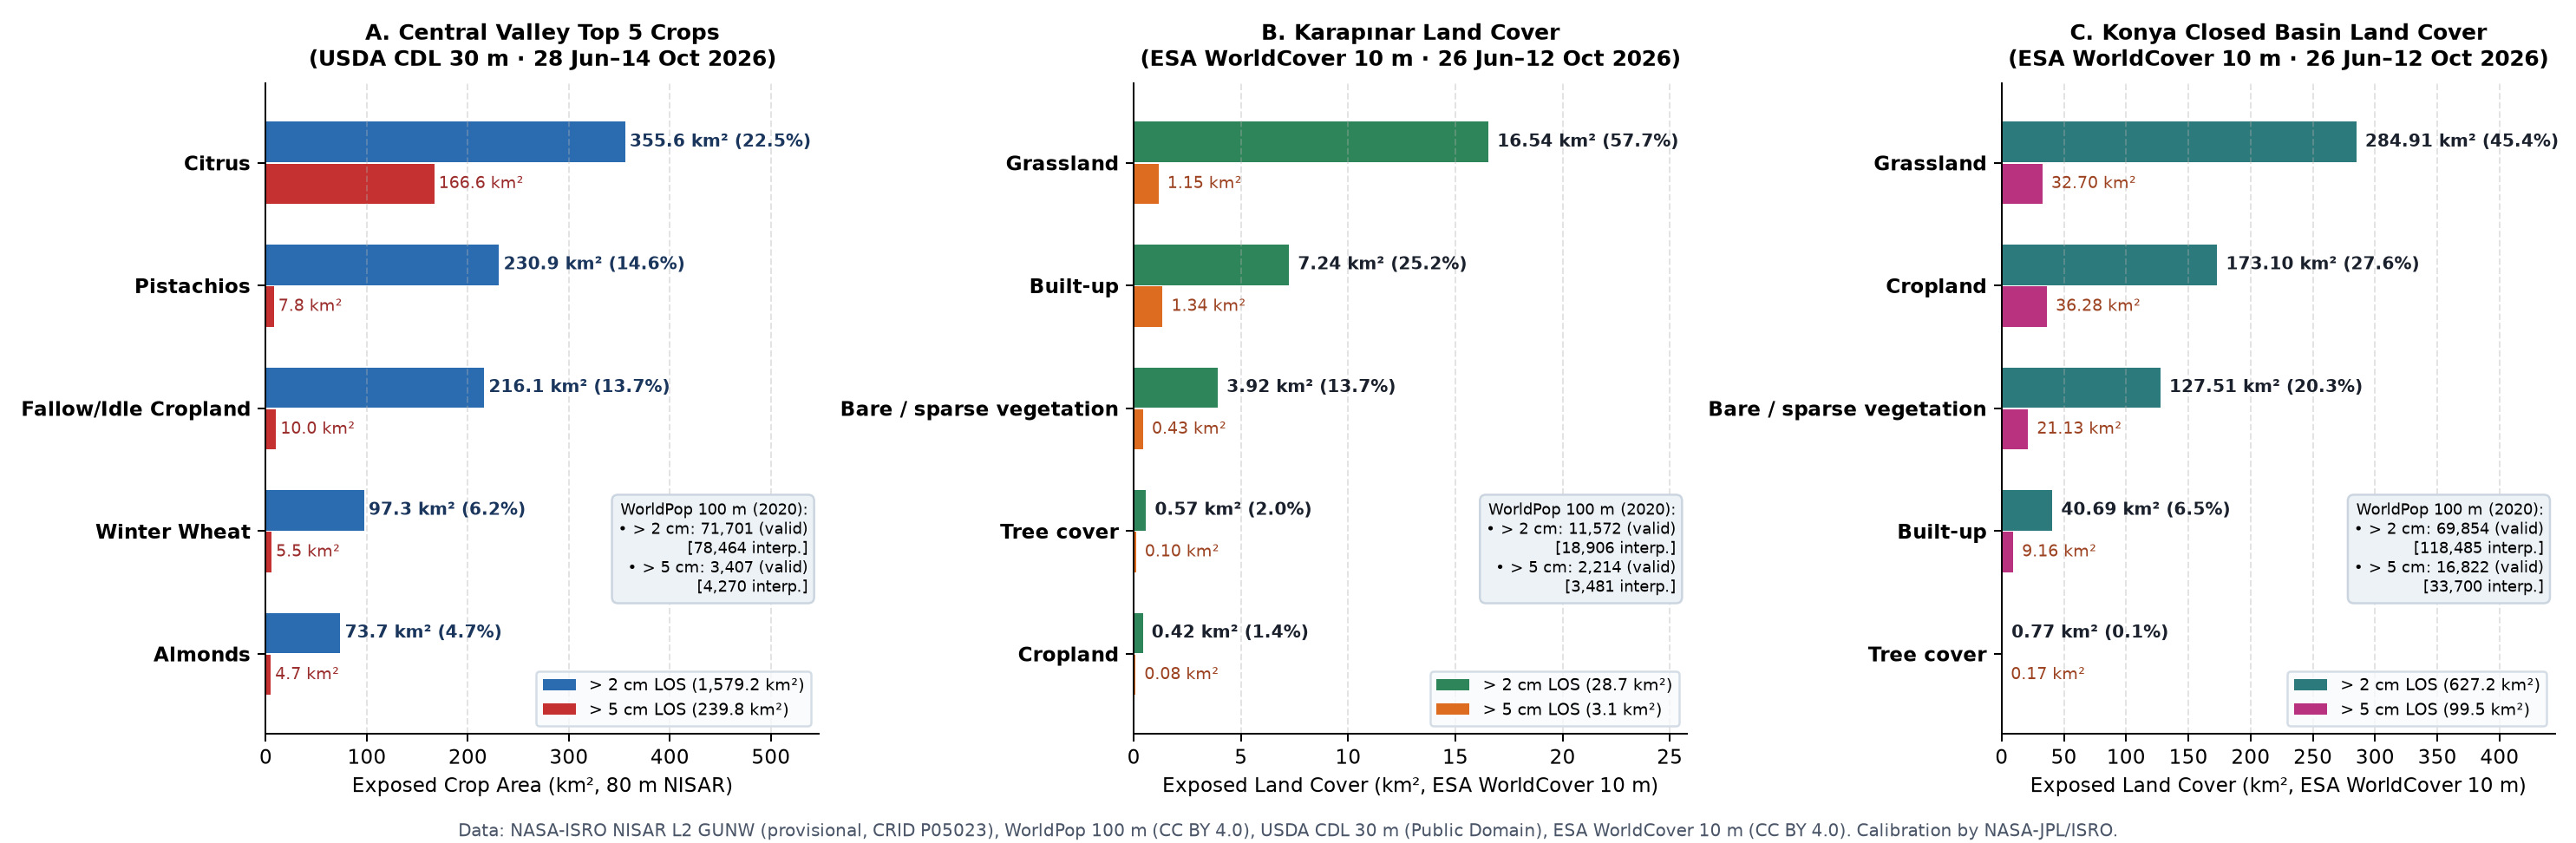 A. Central Valley Top 5 Crops
(USDA CDL 30 m · 28 Jun–14 Oct 2026)
Citrus
355.6 km² (22.5%)
166.6 km²
Pistachios
230.9 km² (14.6%)
7.8 km²
Fallow/Idle Cropland
216.1 km² (13.7%)
10.0 km²
Winter Wheat
97.3 km² (6.2%)
5.5 km²
Almonds
73.7 km² (4.7%)
4.7 km²
WorldPop 100 m (2020):
• > 2 cm: 71,701 (valid)
[78,464 interp.]
• > 5 cm: 3,407 (valid)
[4,270 interp.]
> 2 cm LOS (1,579.2 km²)
> 5 cm LOS (239.8 km²)
0 100 200 300 400 500
Exposed Crop Area (km², 80 m NISAR)
B. Karapınar Land Cover
(ESA WorldCover 10 m · 26 Jun–12 Oct 2026)
Grassland
16.54 km² (57.7%)
1.15 km²
Built-up
7.24 km² (25.2%)
1.34 km²
Bare / sparse vegetation
3.92 km² (13.7%)
0.43 km²
Tree cover
0.57 km² (2.0%)
0.10 km²
Cropland
0.42 km² (1.4%)
0.08 km²
WorldPop 100 m (2020):
• > 2 cm: 11,572 (valid)
[18,906 interp.]
• > 5 cm: 2,214 (valid)
[3,481 interp.]
> 2 cm LOS (28.7 km²)
> 5 cm LOS (3.1 km²)
0 5 10 15 20 25
Exposed Land Cover (km², ESA WorldCover 10 m)
C. Konya Closed Basin Land Cover
(ESA WorldCover 10 m · 26 Jun–12 Oct 2026)
Grassland
284.91 km² (45.4%)
32.70 km²
Cropland
173.10 km² (27.6%)
36.28 km²
Bare / sparse vegetation
127.51 km² (20.3%)
21.13 km²
Built-up
40.69 km² (6.5%)
9.16 km²
Tree cover
0.77 km² (0.1%)
0.17 km²
WorldPop 100 m (2020):
• > 2 cm: 69,854 (valid)
[118,485 interp.]
• > 5 cm: 16,822 (valid)
[33,700 interp.]
> 2 cm LOS (627.2 km²)
> 5 cm LOS (99.5 km²)
0 50 100 150 200 250 300 350 400
Exposed Land Cover (km², ESA WorldCover 10 m)
Data: NASA-ISRO NISAR L2 GUNW (provisional, CRID P05023), WorldPop 100 m (CC BY 4.0), USDA CDL 30 m (Public Domain), ESA WorldCover 10 m (CC BY 4.0). Calibration by NASA-JPL/ISRO.